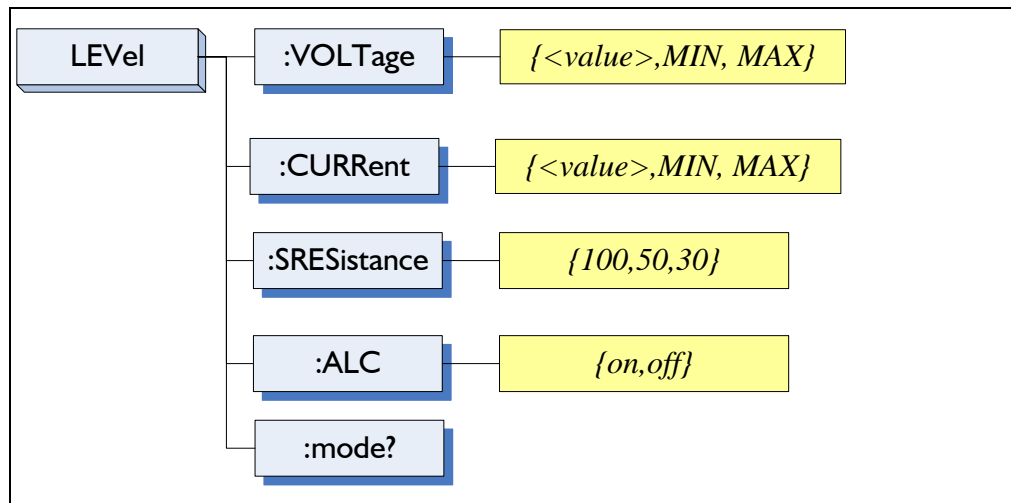 LEVel :VOLTage {<value>,MIN, MAX}
:CURRent {<value>,MIN, MAX}
:SRESistance {100,50,30}
:ALC {on,off}
:mode?